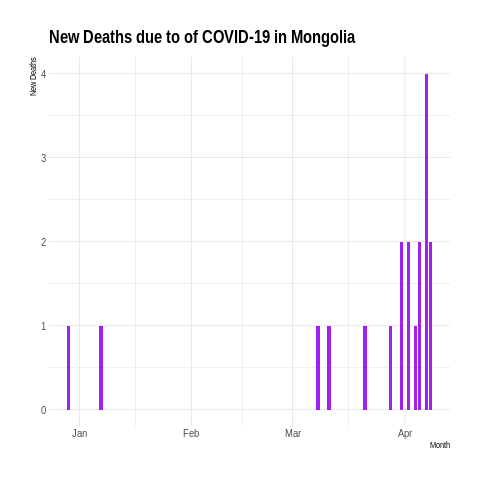 New Deaths due to of COVID-19 in Mongolia
New Deaths
4
3
2
1
0
Jan Feb Mar Apr
Month